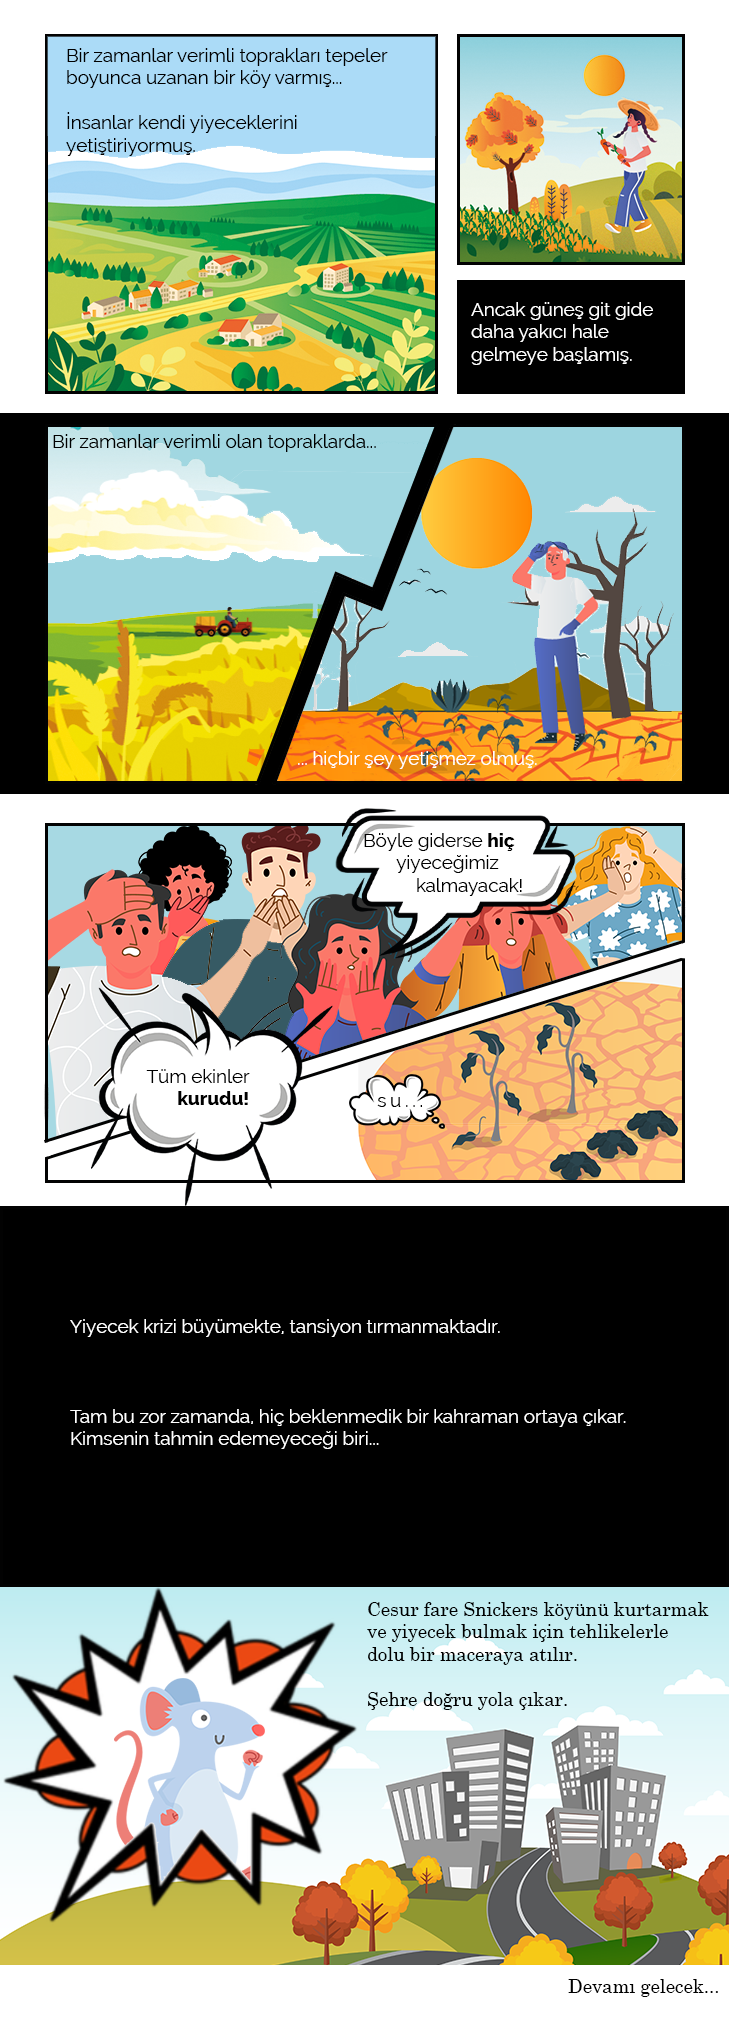 Bir zamanlar verimli toprakları tepeler
boyunca uzanan bir köy varmış...
İnsanlar kendi yiyeceklerini
yetiştiriyormuş.
Ancak güneş git gide
daha yakıcı hale
gelmeye başlamış.
Bir zamanlar verimli olan topraklarda...
... hiçbir şey yetişmez olmuş.
Böyle giderse hiç
yiyeceğimiz
kalmayacak!
Tüm ekinler
kurudu!
su...
Yiyecek krizi büyümekte, tansiyon tırmanmaktadır.
Tam bu zor zamanda, hiç beklenmedik bir kahraman ortaya çıkar.
Kimsenin tahmin edemeyeceği biri...
Cesur fare Snickers köyünü kurtarmak
ve yiyecek bulmak için tehlikelerle
dolu bir maceraya atılır.
Şehre doğru yola çıkar.
Devamı gelecek...